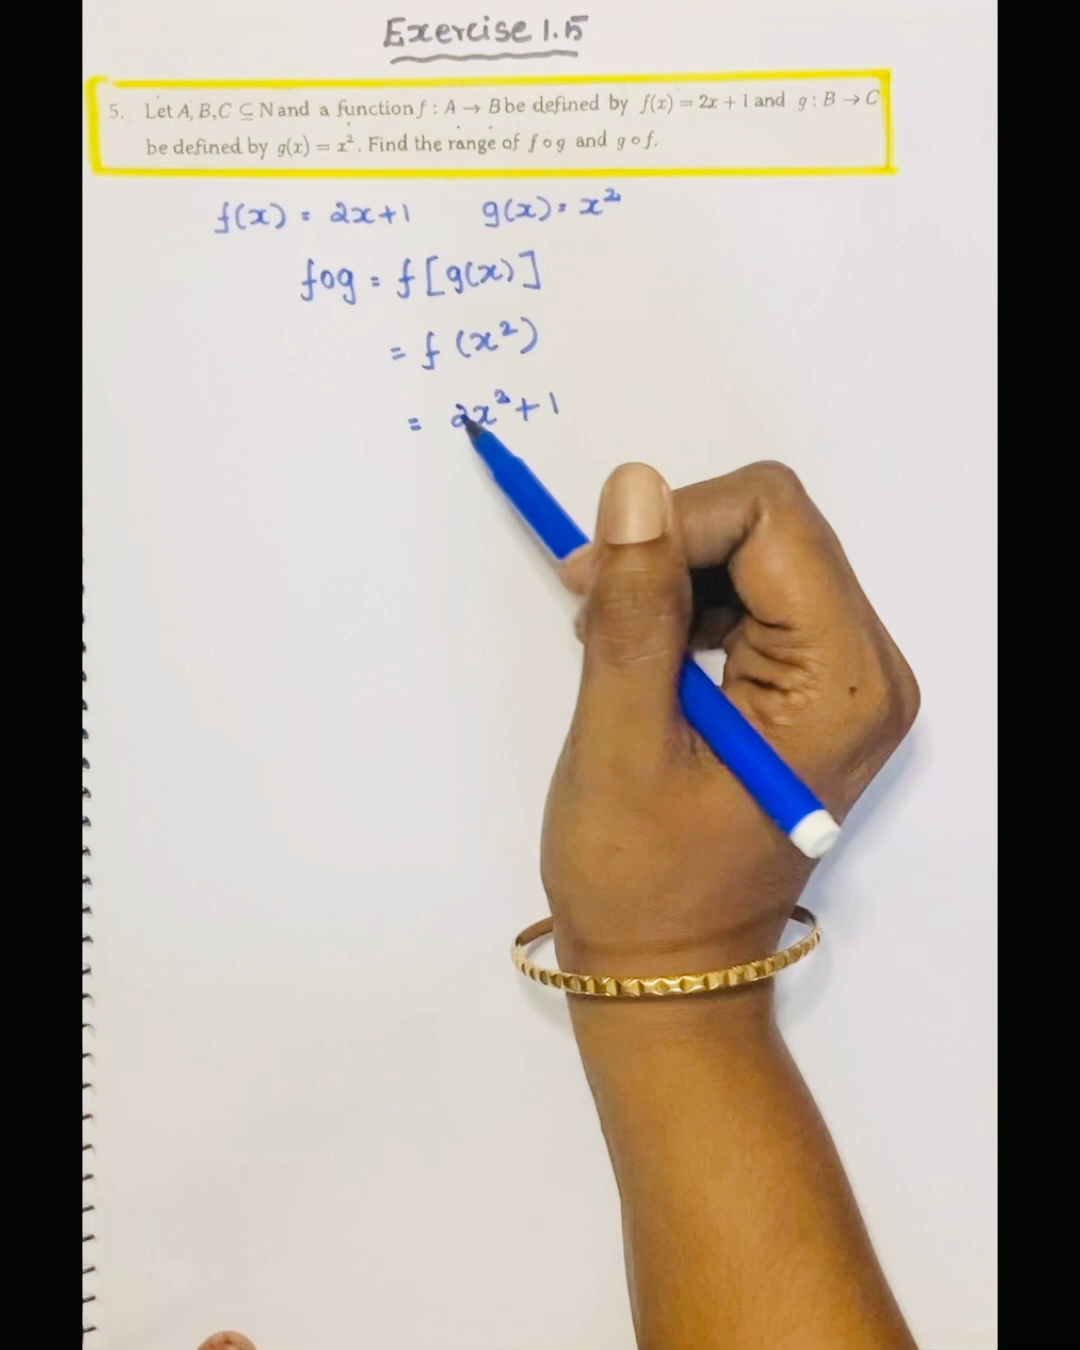 Exercise 1.5
5. Let A, B,C ⊆ N and a function f : A → B be defined by f(x) = 2x + 1 and g : B → C
be defined by g(x) = x². Find the range of f o g and g o f.
f(x) = 2x+1 g(x) = x²
fog = f[g(x)]
= f(x²)
= 2x²+1